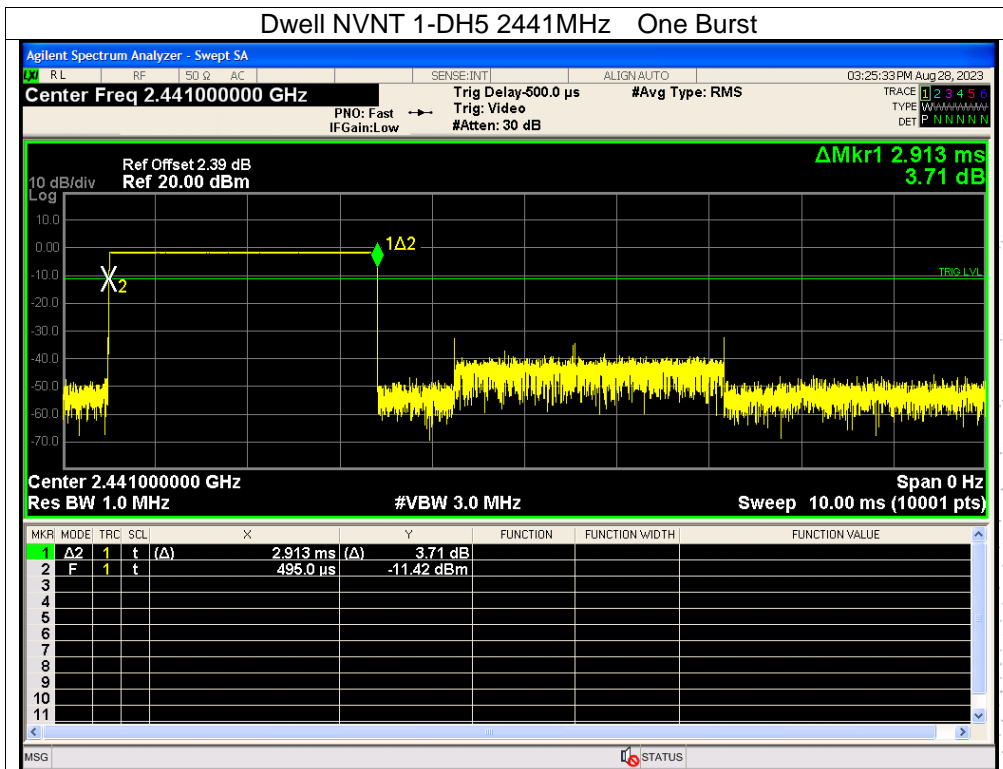 Dwell NVNT 1-DH5 2441MHz One Burst
Agilent Spectrum Analyzer - Swept SA
LXI RL RF 50 Ω AC SENSE:INT ALIGN AUTO 03:25:33 PM Aug 28, 2023
Center Freq 2.441000000 GHz Trig Delay-500.0 µs #Avg Type: RMS TRACE 1 2 3 4 5 6
PNO: Fast Trig: Video TYPE WWWWWW
IFGain:Low #Atten: 30 dB DET P N N N N N
ΔMkr1 2.913 ms
Ref Offset 2.39 dB 3.71 dB
10 dB/div Ref 20.00 dBm
Log
10.0
0.00
1Δ2
-10.0
TRIG LVL
2
-20.0
-30.0
-40.0
-50.0
-60.0
-70.0
Center 2.441000000 GHz Span 0 Hz
Res BW 1.0 MHz #VBW 3.0 MHz Sweep 10.00 ms (10001 pts)
MKR MODE TRC SCL X Y FUNCTION FUNCTION WIDTH FUNCTION VALUE
1 Δ2 1 t (Δ) 2.913 ms (Δ) 3.71 dB
2 F 1 t 495.0 µs -11.42 dBm
3
4
5
6
7
8
9
10
11
MSG STATUS